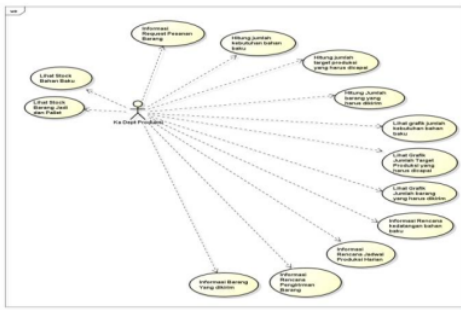 uc
Informasi
Request Pesanan
Barang
Hitung jumlah
kebutuhan bahan
baku
Hitung jumlah
target produksi
yang harus dicapai
Hitung Jumlah
barang yang
harus dikirim
Lihat grafik jumlah
kebutuhan bahan
baku
Lihat Grafik
Jumlah Target
Produksi yang
harus dicapai
Lihat Grafik
Jumlah barang
yang harus dikirim
Informasi Rencana
kedatangan bahan
baku
Informasi
Rencana Jadwal
Produksi Harian
Informasi
Rencana
Pengiriman
Barang
Informasi Barang
Yang dikirim
Lihat Stock
Barang Jadi
dan Pallet
Lihat Stock
Bahan Baku
Ka Dept Produksi